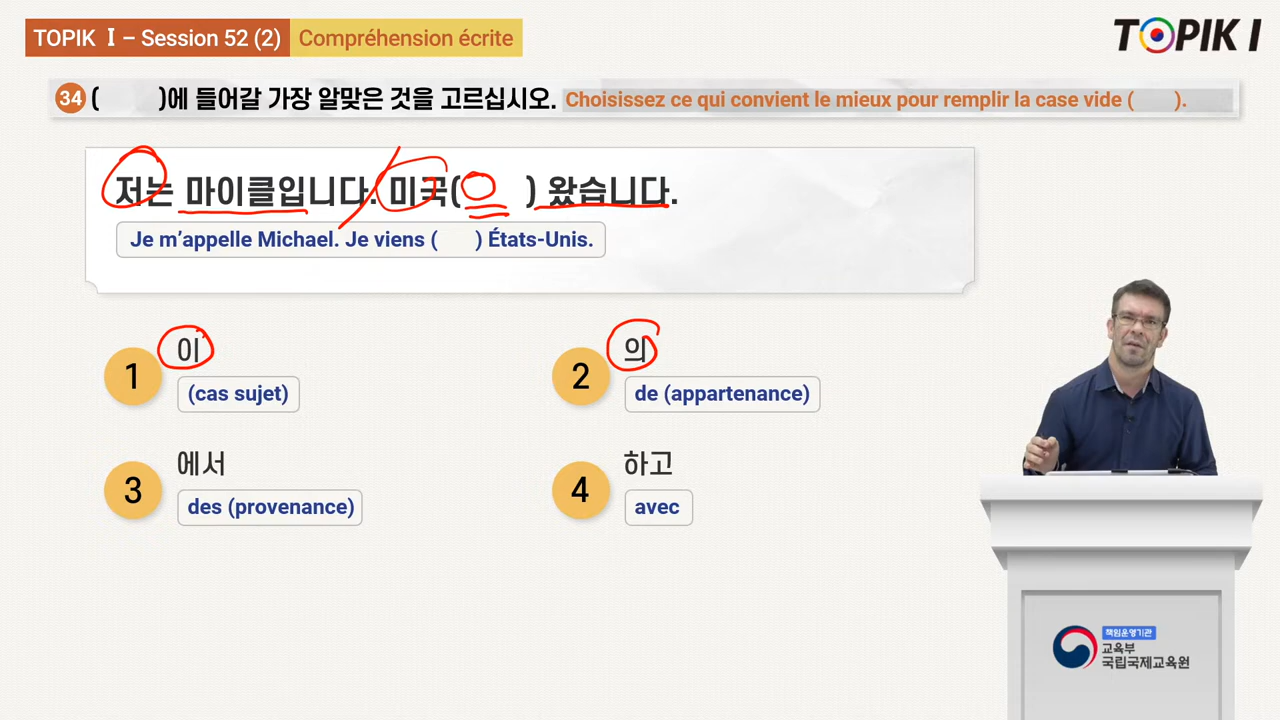 TOPIK I – Session 52 (2) Compréhension écrite
TOPIK I
34 ( )에 들어갈 가장 알맞은 것을 고르십시오. Choisissez ce qui convient le mieux pour remplir la case vide ( ).
저는 마이클입니다. 미국(으 ) 왔습니다.
Je m'appelle Michael. Je viens ( ) États-Unis.
1 이
(cas sujet)
2 의
de (appartenance)
3 에서
des (provenance)
4 하고
avec
책임운영기관
교육부
국립국제교육원